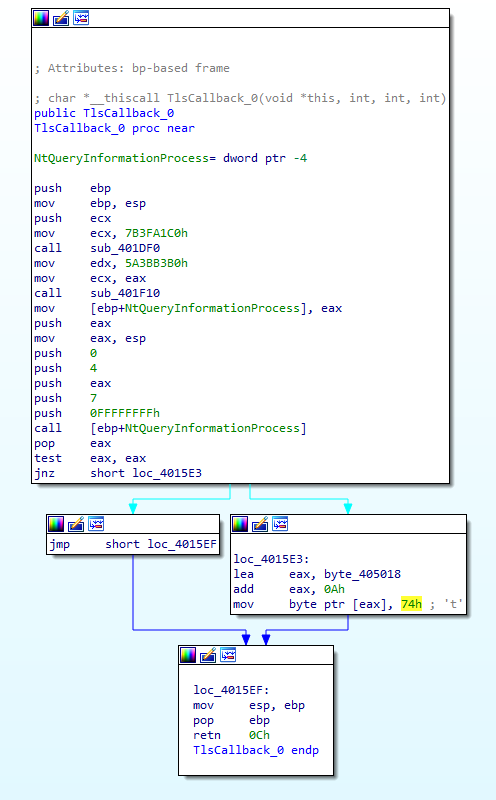 ; Attributes: bp-based frame
; char *__thiscall TlsCallback_0(void *this, int, int, int)
public TlsCallback_0
TlsCallback_0 proc near
NtQueryInformationProcess= dword ptr -4
push    ebp
mov     ebp, esp
push    ecx
mov     ecx, 7B3FA1C0h
call    sub_401DF0
mov     edx, 5A3BB3B0h
mov     ecx, eax
call    sub_401F10
mov     [ebp+NtQueryInformationProcess], eax
push    eax
mov     eax, esp
push    0
push    4
push    eax
push    7
push    0FFFFFFFFh
call    [ebp+NtQueryInformationProcess]
pop     eax
test    eax, eax
jnz     short loc_4015E3
jmp     short loc_4015EF
loc_4015E3:
lea     eax, byte_405018
add     eax, 0Ah
mov     byte ptr [eax], 74h ; 't'
loc_4015EF:
mov     esp, ebp
pop     ebp
retn    0Ch
TlsCallback_0 endp